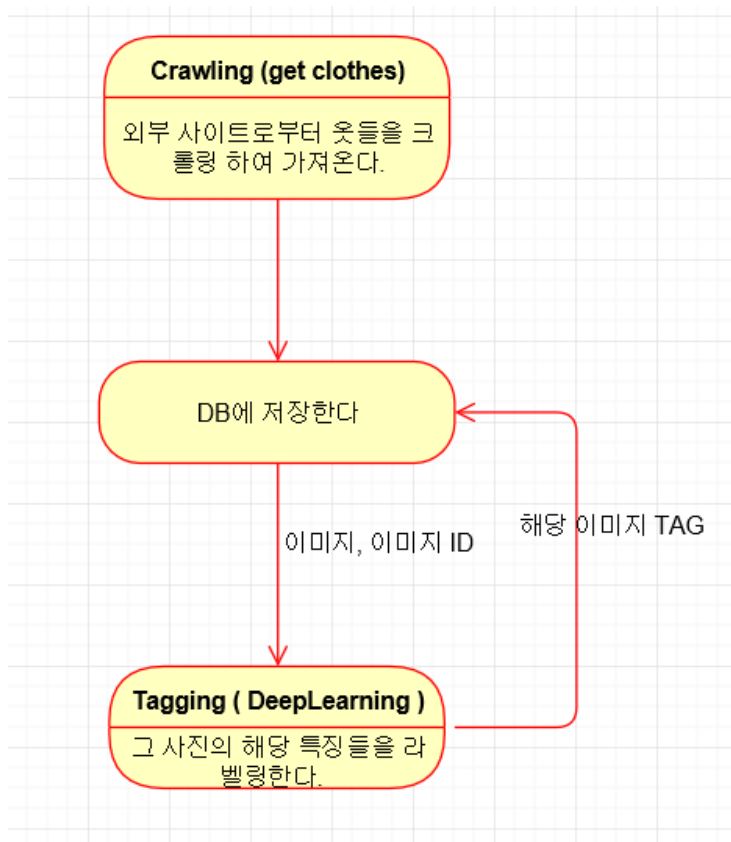 Crawling (get clothes)
외부 사이트로부터 옷들을 크
롤링 하여 가져온다.
DB에 저장한다
이미지, 이미지 ID
해당 이미지 TAG
Tagging ( DeepLearning )
그 사진의 해당 특징들을 라
벨링한다.